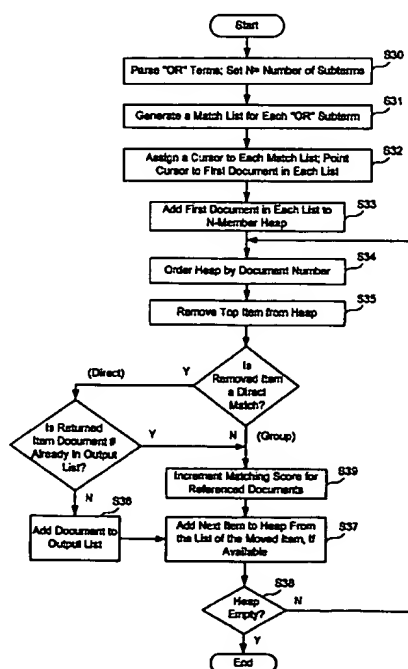 Start
S30
Parse "OR" Terms; Set N= Number of Subterms
S31
Generate a Match List for Each "OR" Subterm
S32
Assign a Cursor to Each Match List; Point
Cursor to First Document in Each List
S33
Add First Document in Each List to
N-Member Heap
S34
Order Heap by Document Number
S35
Remove Top Item from Heap
(Direct)
Y
Is
Removed Item
a Direct
Match?
Is Returned
Item Document #
Already In Output
List?
Y
N
(Group)
S39
Increment Matching Score for
Referenced Documents
N
S36
Add Document to
Output List
S37
Add Next Item to Heap From
the List of the Moved Item, If
Available
S38
Heap
Empty?
N
Y
End